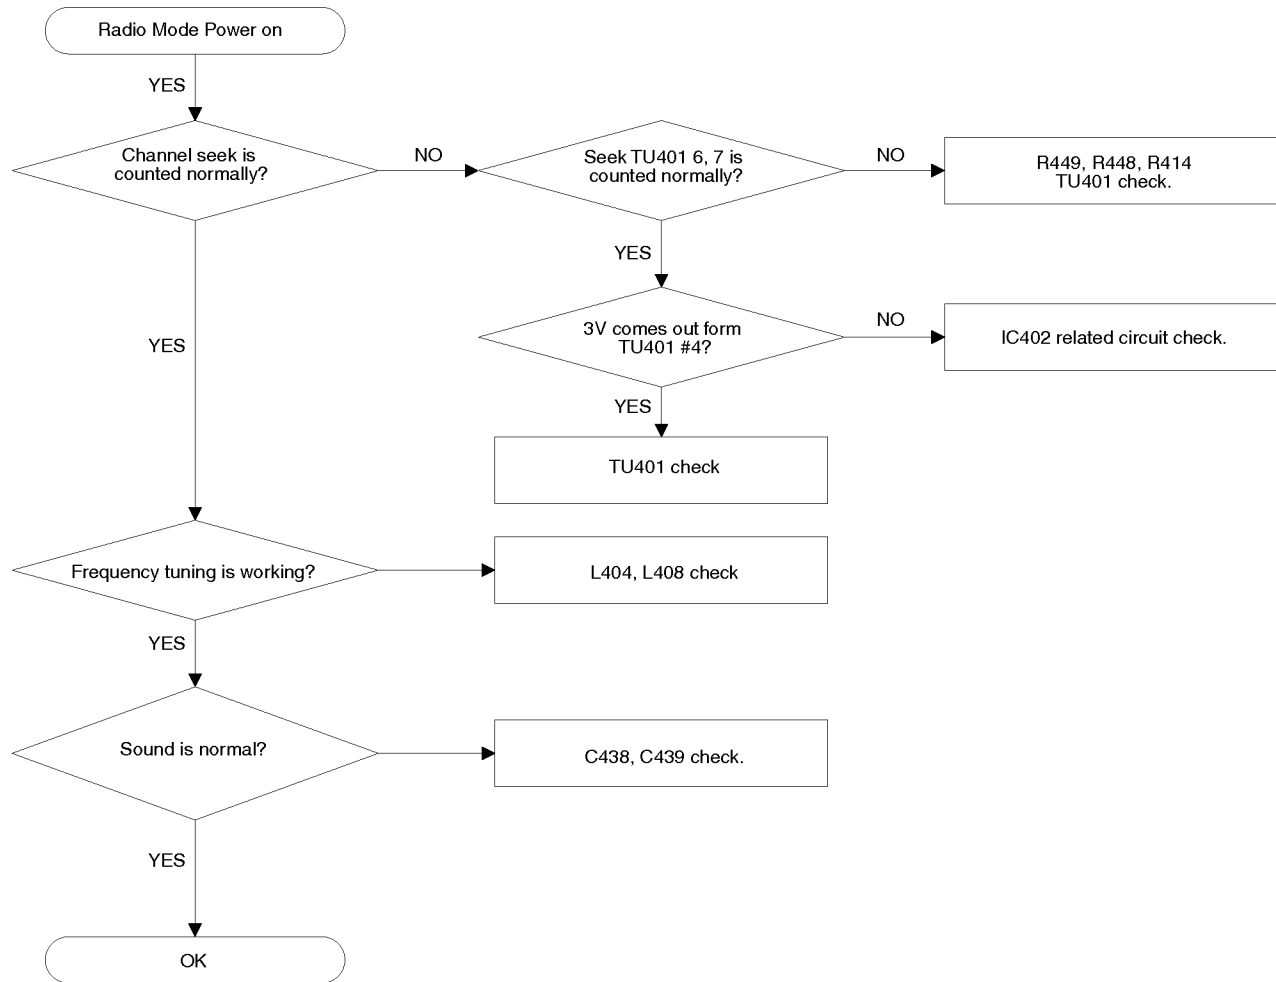 Radio Mode Power on
YES
Channel seek is
counted normally?
NO
Seek TU401 6, 7 is
counted normally?
NO
R449, R448, R414
TU401 check.
YES
3V comes out form
TU401 #4?
NO
IC402 related circuit check.
YES
TU401 check
YES
Frequency tuning is working?
L404, L408 check
YES
Sound is normal?
C438, C439 check.
YES
OK